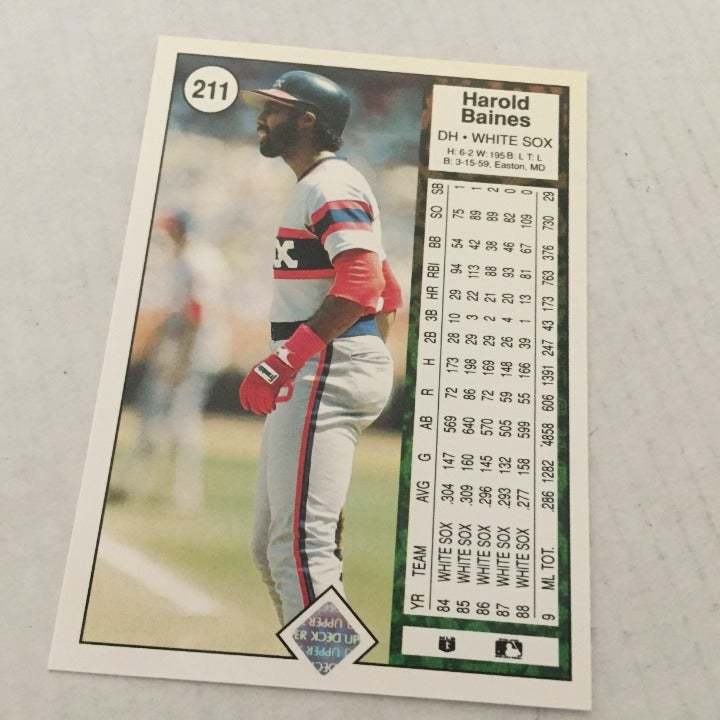 211
Harold
Baines
DH • WHITE SOX
H: 6-2 W: 195 B: L T: L
B: 3-15-59, Easton, MD
YR TEAM AVG G AB R H 2B 3B HR RBI BB SO SB
84 WHITE SOX .304 147 569 72 173 28 10 29 94 54 75 1
85 WHITE SOX .309 160 640 86 198 29 3 22 113 42 89 1
86 WHITE SOX .296 145 570 72 169 29 2 21 88 38 89 2
87 WHITE SOX .293 132 505 59 148 26 4 20 93 46 82 0
88 WHITE SOX .277 158 599 55 166 39 1 13 81 67 109 0
9 ML TOT. .286 1282 4858 606 1391 247 43 173 763 376 730 29
UPPER
DECK
UPPER
DECK